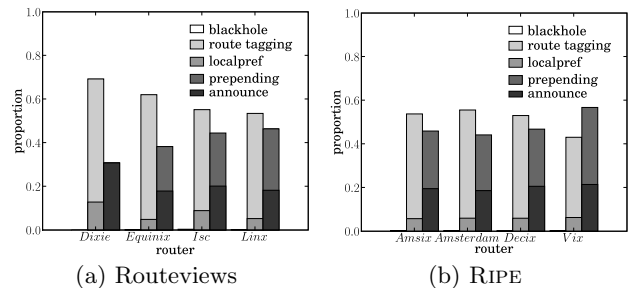 1.0
0.8
0.6
0.4
0.2
0.0
proportion
blackhole
route tagging
localpref
prepending
announce
Dixie Equinix Isc Linx
router
(a) Routeviews
1.0
0.8
0.6
0.4
0.2
0.0
proportion
blackhole
route tagging
localpref
prepending
announce
Amsix Amsterdam Decix Vix
router
(b) RIPE